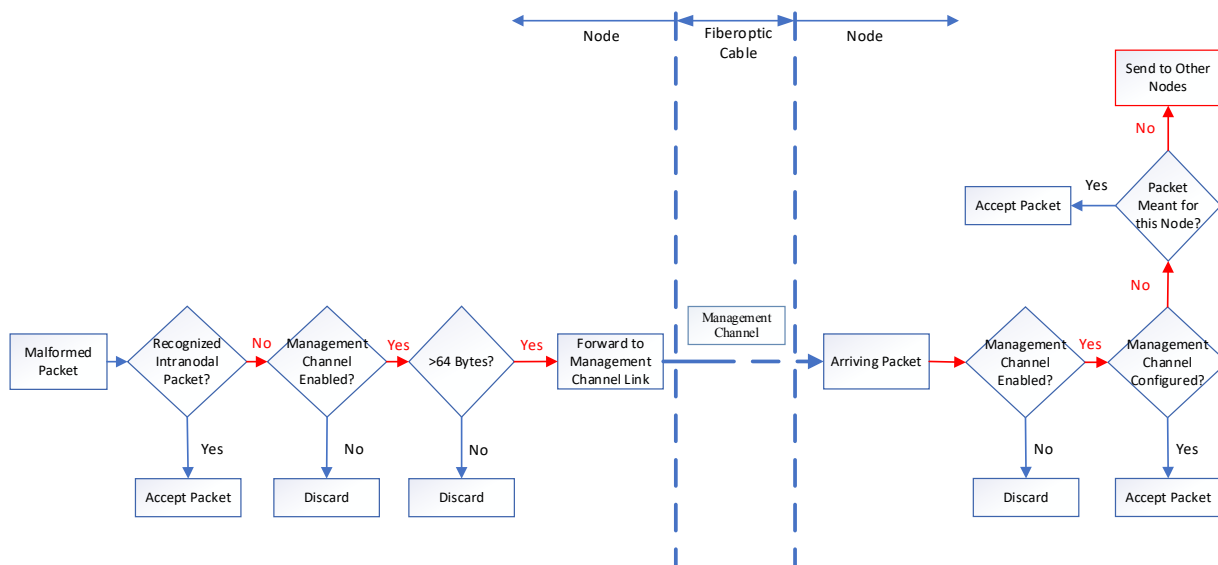 Node
Fiberoptic
Cable
Node
Send to Other
Nodes
No
Packet
Meant for
this Node?
Yes
Accept Packet
No
Malformed
Packet
Recognized
Intranodal
Packet?
No
Management
Channel
Enabled?
Yes
>64 Bytes?
Yes
Forward to
Management
Channel Link
Management
Channel
Arriving Packet
Management
Channel
Enabled?
Yes
Management
Channel
Configured?
Yes
No
No
No
Yes
Accept Packet
Discard
Discard
Discard
Accept Packet